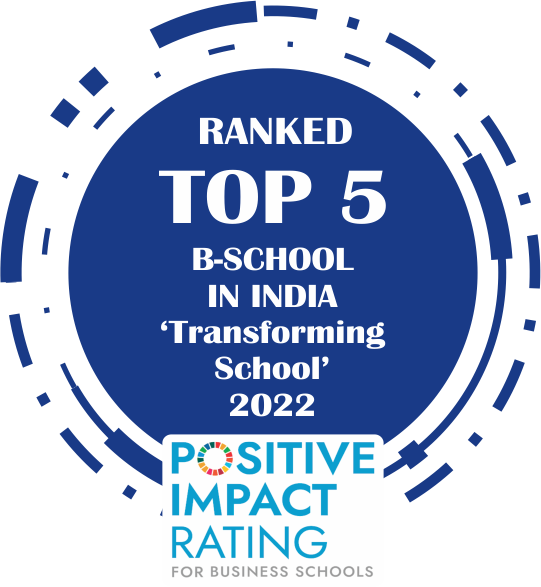 RANKED
TOP 5
B-SCHOOL
IN INDIA
‘Transforming
School’
2022
POSITIVE
IMPACT
RATING
FOR BUSINESS SCHOOLS